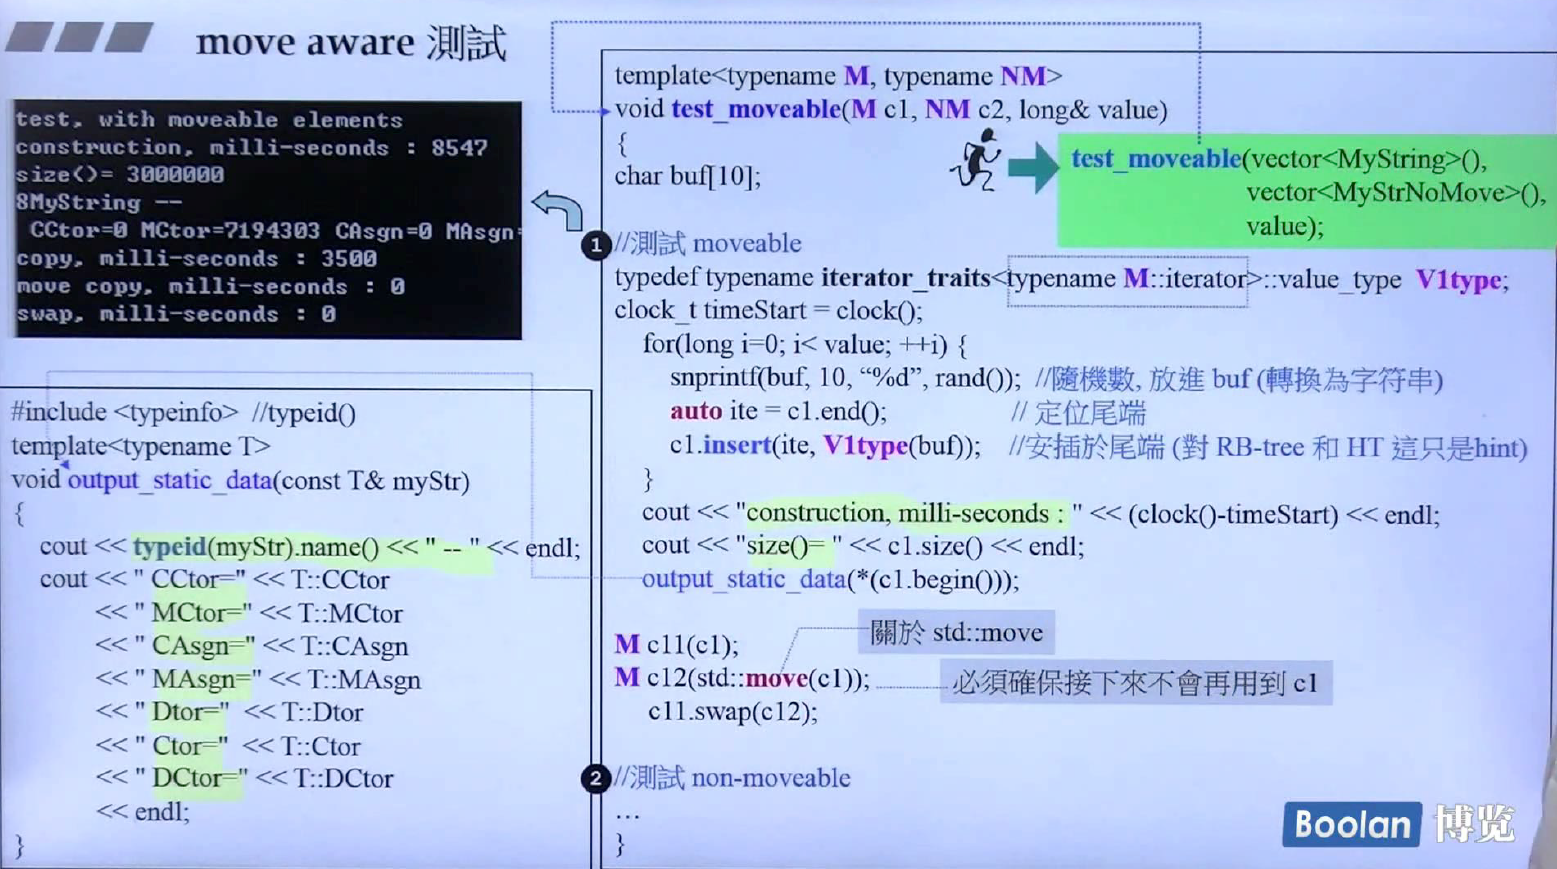 move aware 測試
test, with moveable elements
construction, milli-seconds : 8547
size()= 3000000
8MyString --
CCtor=0 MCtor=7194303 CAsgn=0 MAsgn=
copy, milli-seconds : 3500
move copy, milli-seconds : 0
swap, milli-seconds : 0
#include <typeinfo> //typeid()
template<typename T>
void output_static_data(const T& myStr)
{
cout << typeid(myStr).name() << " -- " << endl;
cout << " CCtor=" << T::CCtor
<< " MCtor=" << T::MCtor
<< " CAsgn=" << T::CAsgn
<< " MAsgn=" << T::MAsgn
<< " Dtor=" << T::Dtor
<< " Ctor=" << T::Ctor
<< " DCtor=" << T::DCtor
<< endl;
}
template<typename M, typename NM>
void test_moveable(M c1, NM c2, long& value)
{
char buf[10];
test_moveable(vector<MyString>(),
vector<MyStrNoMove>(),
value);
1 //測試 moveable
typedef typename iterator_traits<typename M::iterator>::value_type V1type;
clock_t timeStart = clock();
for(long i=0; i< value; ++i) {
snprintf(buf, 10, “%d”, rand()); //隨機數, 放進 buf (轉換為字符串)
auto ite = c1.end(); // 定位尾端
c1.insert(ite, V1type(buf)); //安插於尾端 (對 RB-tree 和 HT 這只是hint)
}
cout << "construction, milli-seconds : " << (clock()-timeStart) << endl;
cout << "size()= " << c1.size() << endl;
output_static_data(*(c1.begin()));
M c11(c1);
關於 std::move
M c12(std::move(c1));
必須確保接下來不會再用到 c1
c11.swap(c12);
2 //測試 non-moveable
...
}
Boolan 博览